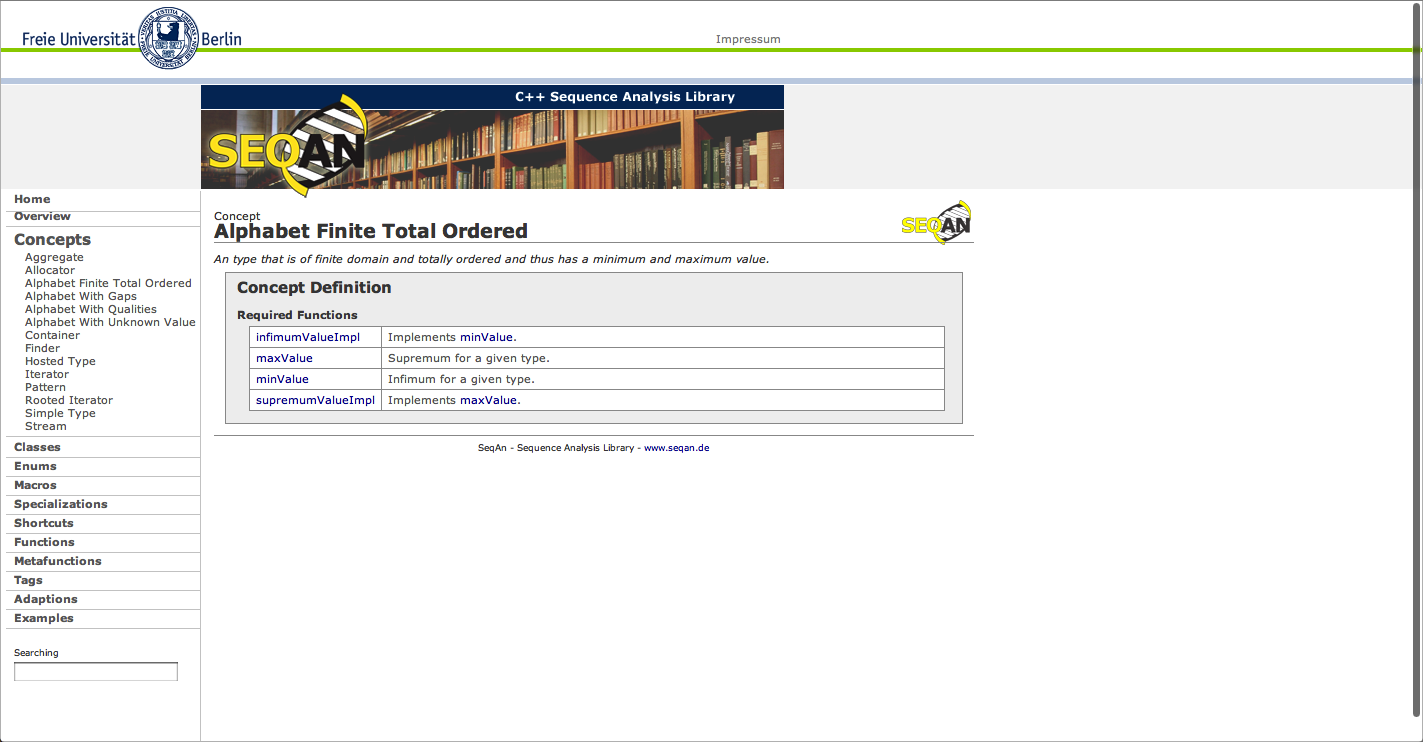 Freie Universität Berlin
Impressum
C++ Sequence Analysis Library
SEQAN
Home
Overview
Concepts
Aggregate
Allocator
Alphabet Finite Total Ordered
Alphabet With Gaps
Alphabet With Qualities
Alphabet With Unknown Value
Container
Finder
Hosted Type
Iterator
Pattern
Rooted Iterator
Simple Type
Stream
Classes
Enums
Macros
Specializations
Shortcuts
Functions
Metafunctions
Tags
Adaptions
Examples
Searching
Concept
Alphabet Finite Total Ordered
SEQAN
An type that is of finite domain and totally ordered and thus has a minimum and maximum value.
Concept Definition
Required Functions
infimumValueImpl Implements minValue.
maxValue Supremum for a given type.
minValue Infimum for a given type.
supremumValueImpl Implements maxValue.
SeqAn - Sequence Analysis Library - www.seqan.de